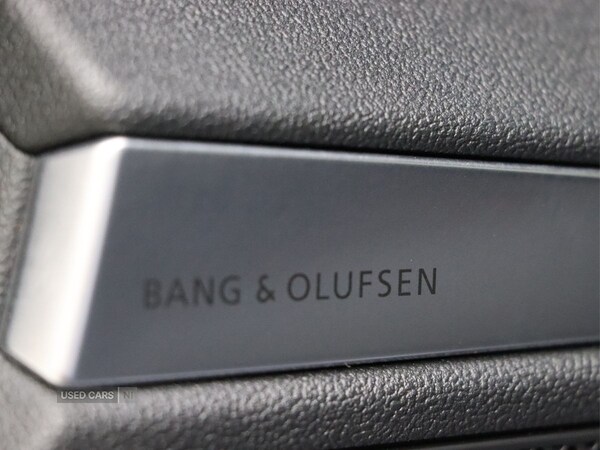 BANG & OLUFSEN
USED CARS NI